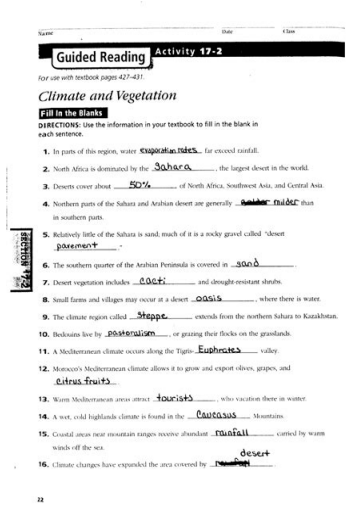 Name Date Class
Guided Reading Activity 17-2
For use with textbook pages 427-431.
Climate and Vegetation
Fill In the Blanks
DIRECTIONS: Use the information in your textbook to fill in the blank in
each sentence.
1. In parts of this region, water evaporation rates far exceed rainfall.
2. North Africa is dominated by the Sahara, the largest desert in the world.
3. Deserts cover about 50% of North Africa, Southwest Asia, and Central Asia.
4. Northern parts of the Sahara and Arabian desert are generally milder than
in southern parts.
5. Relatively little of the Sahara is sand; much of it is a rocky gravel called "desert
pavement.
6. The southern quarter of the Arabian Peninsula is covered in sand.
7. Desert vegetation includes cacti and drought-resistant shrubs.
8. Small farms and villages may occur at a desert oasis, where there is water.
9. The climate region called steppe extends from the northern Sahara to Kazakhstan.
10. Bedouins live by pastoralism, or grazing their flocks on the grasslands.
11. A Mediterranean climate occurs along the Tigris-Euphrates valley.
12. Morocco's Mediterranean climate allows it to grow and export olives, grapes, and
citrus fruits.
13. Warm Mediterranean areas attract tourists, who vacation there in winter.
14. A wet, cold highlands climate is found in the Caucasus Mountains.
15. Coastal areas near mountain ranges receive abundant rainfall carried by warm
winds off the sea.
desert
16. Climate changes have expanded the area covered by
SECTION 17-2
22